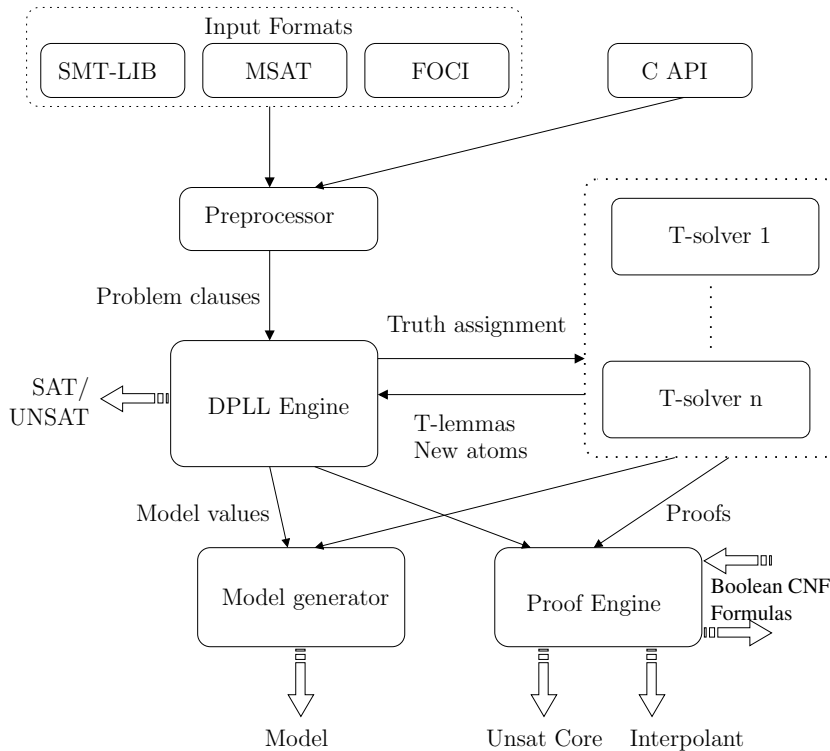 Input Formats
SMT-LIB
MSAT
FOCI
C API
Preprocessor
T-solver 1
Problem clauses
Truth assignment
SAT/
UNSAT
DPLL Engine
T-solver n
T-lemmas
New atoms
Model values
Proofs
Model generator
Proof Engine
Boolean CNF
Formulas
Model
Unsat Core
Interpolant